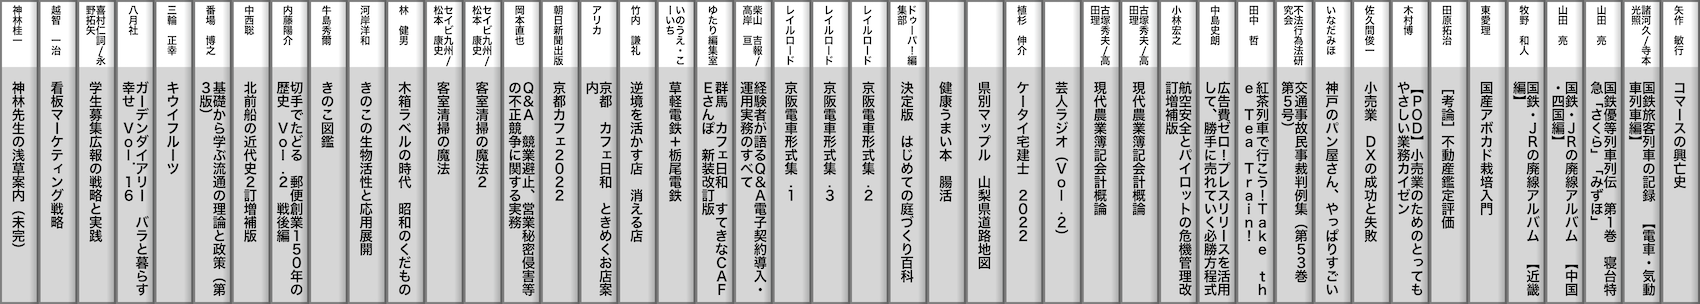 矢作 敏行
コマースの興亡史
諸河久/寺本
光照
国鉄旅客列車の記録 【電車・気動
車列車編】
山田 亮
国鉄優等列車列伝 第1巻 寝台特
急「さくら」「みずほ」
山田 亮
国鉄・JRの廃線アルバム 【中国
・四国編】
牧野 和人
国鉄・JRの廃線アルバム 【近畿
編】
東愛理
国産アボカド栽培入門
田原拓治
［考論］不動産鑑定評価
木村博
【POD】小売業のためのとっても
やさしい業務カイゼン
佐久間俊一
小売業 DXの成功と失敗
いなだみほ
神戸のパン屋さん、やっぱりすごい
不法行為法研
究会
交通事故民事裁判例集（第53巻
第5号）
田中 哲
紅茶列車で行こう!Take th
e Tea Train!
中島史朗
広告費ゼロ!プレスリリースを活用
して、勝手に売れていく必勝方程式
小林宏之
航空安全とパイロットの危機管理改
訂増補版
古塚秀夫/高
田理
現代農業簿記会計概論
古塚秀夫/高
田理
現代農業簿記会計概論
芸人ラジオ（Vol.2）
植杉 伸介
ケータイ宅建士 2022
県別マップル 山梨県道路地図
健康うまい本 腸活
ドゥーパ!編
集部
決定版 はじめての庭づくり百科
レイルロード
京阪電車形式集.2
レイルロード
京阪電車形式集.3
レイルロード
京阪電車形式集.1
柴山 吉報/
高岸 亘
経験者が語るQ&A電子契約導入・
運用実務のすべて
ゆたり編集室
群馬 カフェ日和 すてきなCAF
Eさんぽ 新装改訂版
いのうえ・こ
ーいち
草軽電鉄+栃尾電鉄
竹内 謙礼
逆境を活かす店 消える店
アリカ
京都 カフェ日和 ときめくお店案
内
朝日新聞出版
京都カフェ2022
岡本直也
Q&A 競業避止、営業秘密侵害等
の不正競争に関する実務
セイビ九州/
松本 康史
客室清掃の魔法2
セイビ九州/
松本 康史
客室清掃の魔法
林 健男
木箱ラベルの時代 昭和のくだもの
河岸洋和
きのこの生物活性と応用展開
牛島秀爾
きのこ図鑑
内藤陽介
切手でたどる 郵便創業150年の
歴史 Vol.2 戦後編
中西聡
北前船の近代史2訂増補版
番場 博之
基礎から学ぶ流通の理論と政策（第
3版）
三輪 正幸
キウイフルーツ
八月社
ガーデンダイアリー バラと暮らす
幸せ Vol.16
喜村仁詞/永
野拓矢
学生募集広報の戦略と実践
越智 一治
看板マーケティング戦略
神林桂一
神林先生の浅草案内（未完）